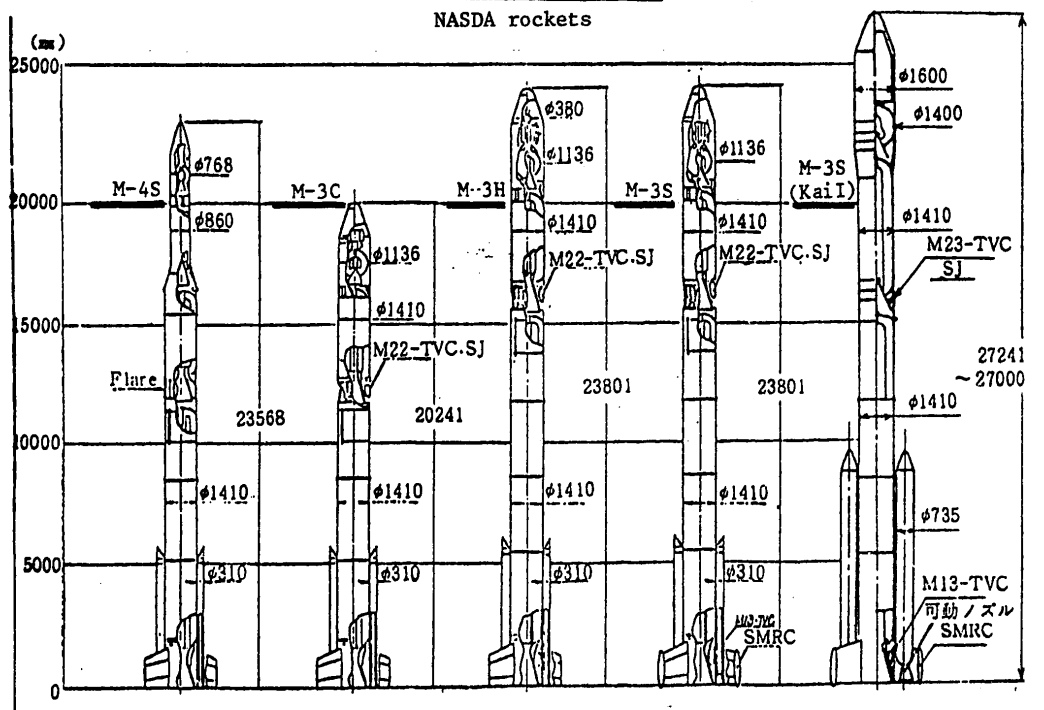 NASDA rockets
(mm)
25000
20000
15000
10000
5000
0
M-4S
φ768
φ860
Flare
23568
φ1410
φ310
M-3C
φ1136
φ1410
M22-TVC.SJ
20241
φ1410
φ310
M-3H
φ380
φ1136
φ1410
M22-TVC.SJ
23801
φ1410
φ310
M-3S
φ1136
φ1410
M22-TVC.SJ
23801
φ1410
φ310
M13-TVC
SMRC
M-3S
(KaiI)
φ1600
φ1400
φ1410
M23-TVC
SJ
27241
~27000
φ1410
φ735
M13-TVC
可動ノズル
SMRC